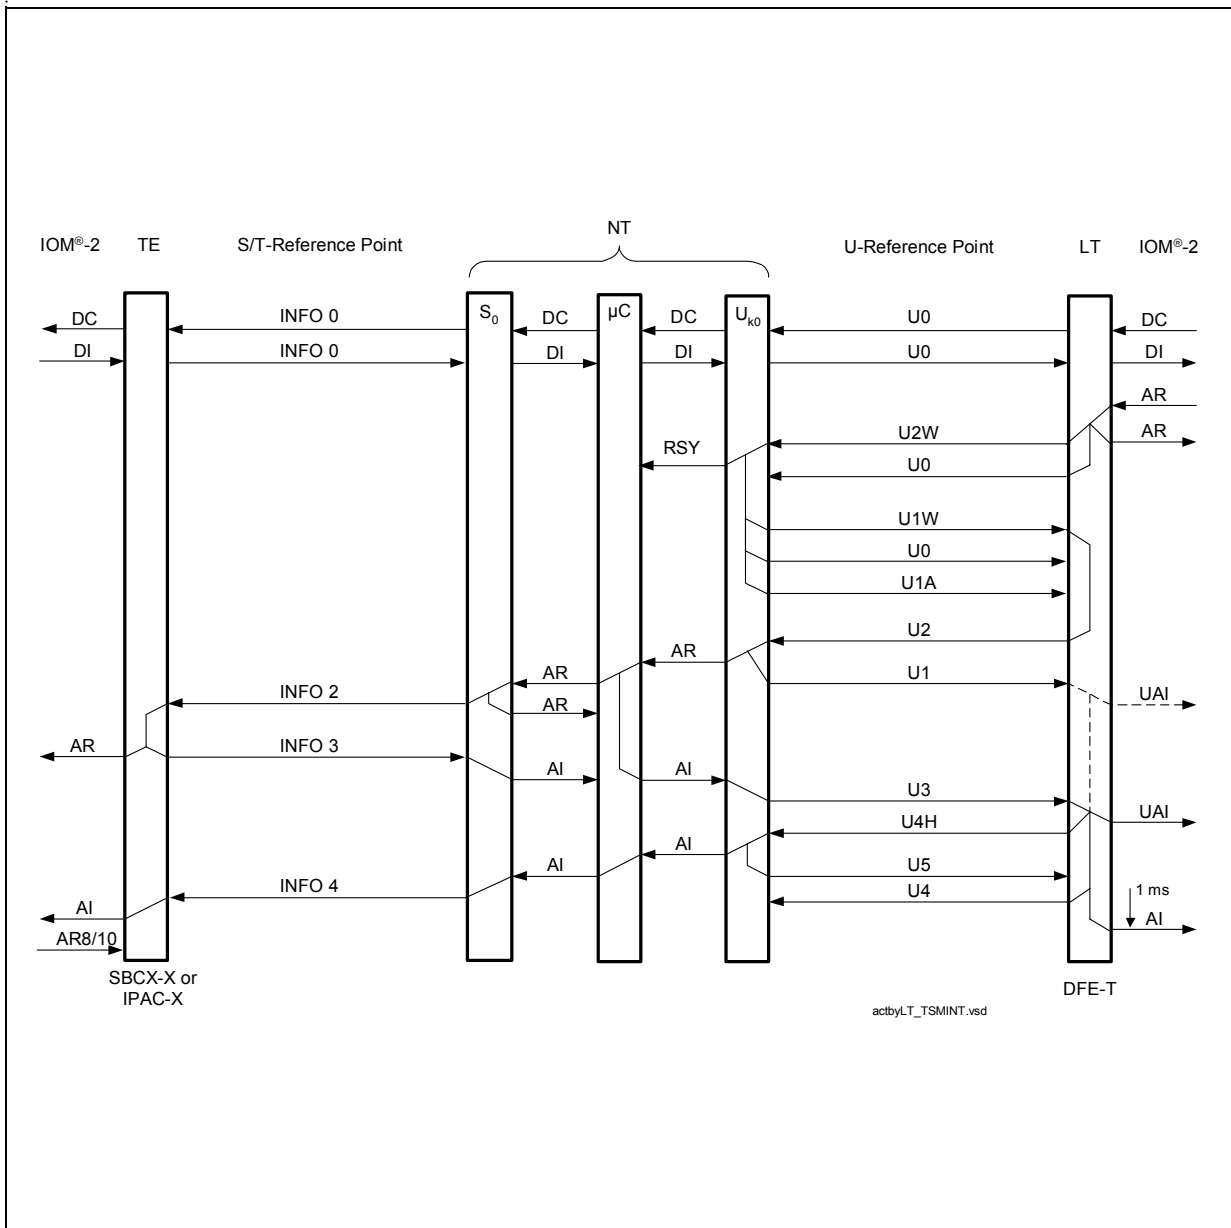 NT
IOM®-2 TE S/T-Reference Point U-Reference Point LT IOM®-2
S0 µC Uk0
DC INFO 0 DC DC U0 DC
DI INFO 0 DI DI U0 DI
AR
U2W AR
RSY
U0
U1W
U0
U1A
U2
AR
AR U1
INFO 2 AR UAI
AR INFO 3
AI AI
U3
U4H UAI
AI
AI U5
INFO 4 U4 1 ms
AI AI
AR8/10
SBCX-X or
IPAC-X
DFE-T
actbyLT_TSMINT.vsd